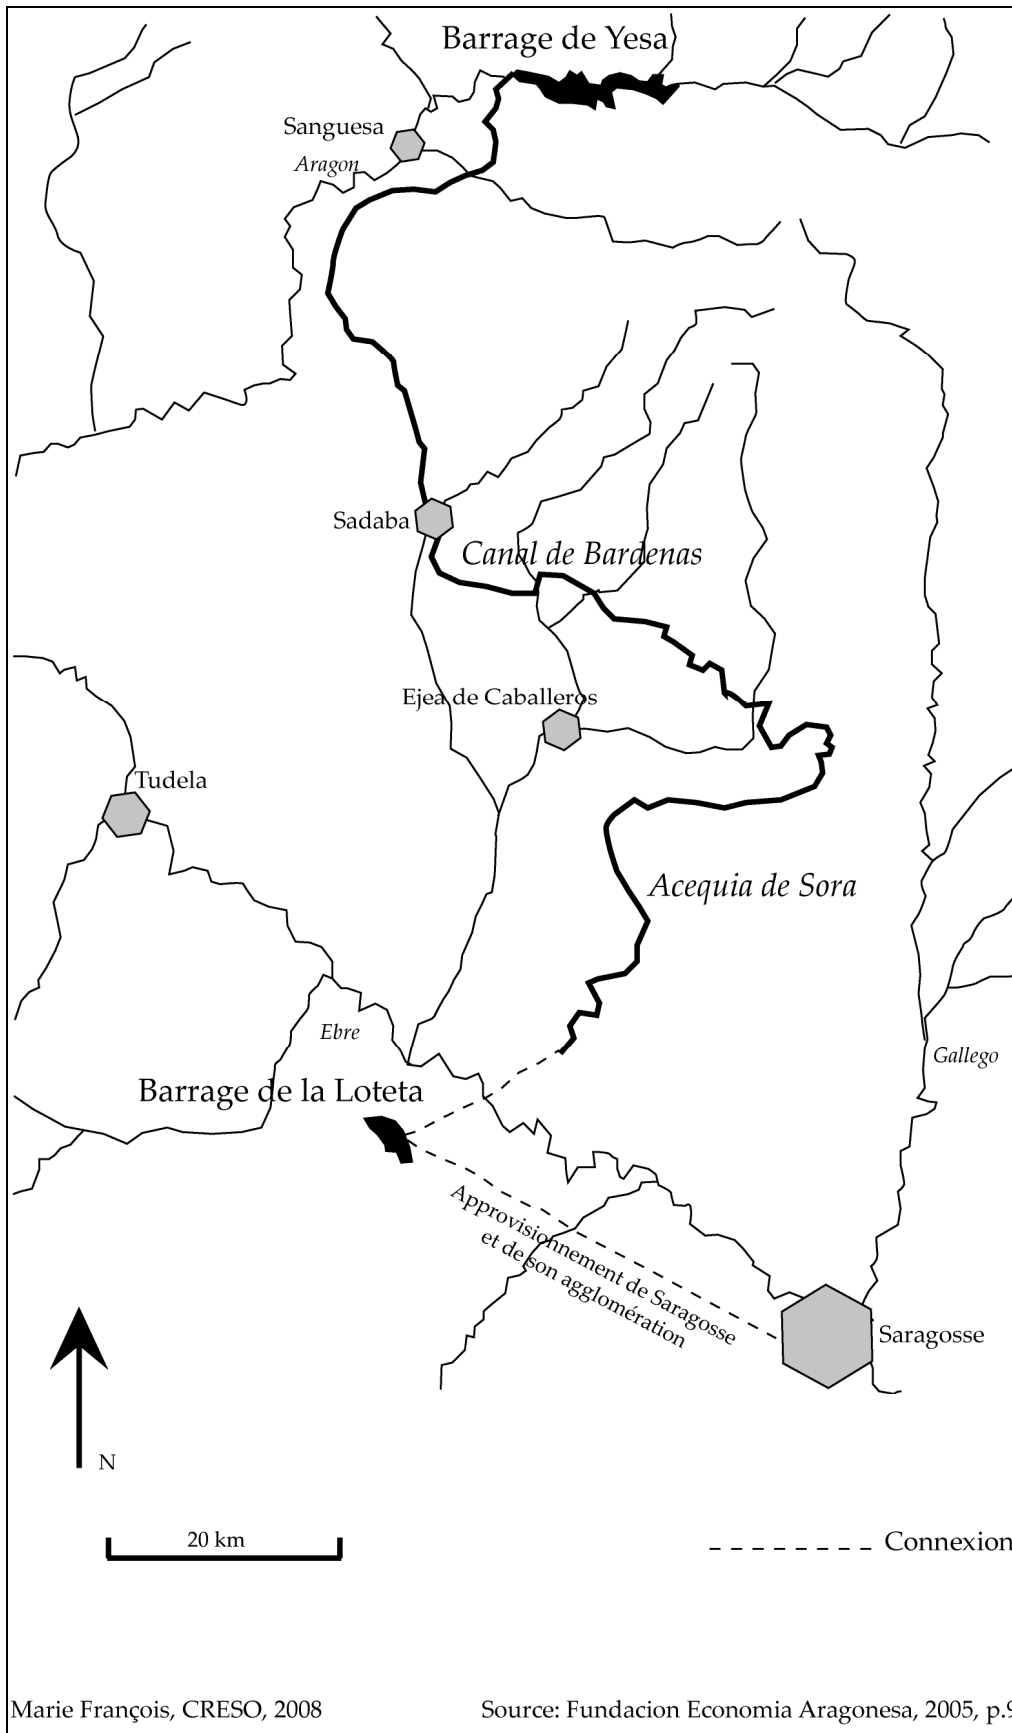 Barrage de Yesa
Sanguesa
Aragon
Sadaba
Canal de Bardenas
Ejea de Caballeros
Tudela
Acequia de Sora
Ebre
Gallego
Barrage de la Loteta
Approvisionnement de Saragosse
et de son agglomération
Saragosse
N
20 km
Connexion
Marie François, CRESO, 2008
Source: Fundacion Economia Aragonesa, 2005, p.9